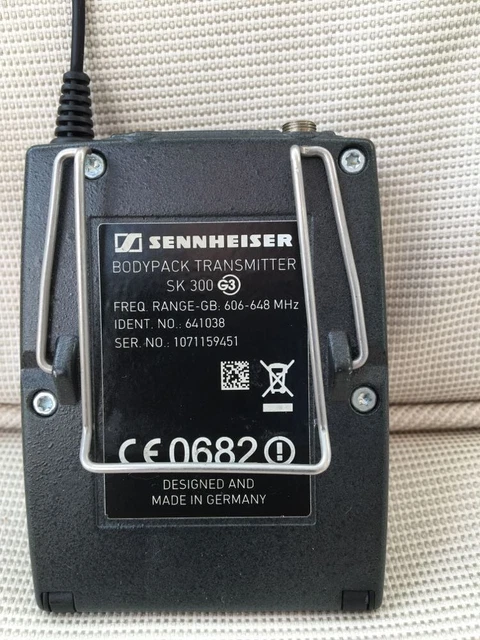 SENNHEISER
BODYPACK TRANSMITTER
SK 300 G3
FREQ. RANGE-GB: 606-648 MHz
IDENT. NO.: 641038
SER. NO.: 1071159451
CE 0682
DESIGNED AND
MADE IN GERMANY